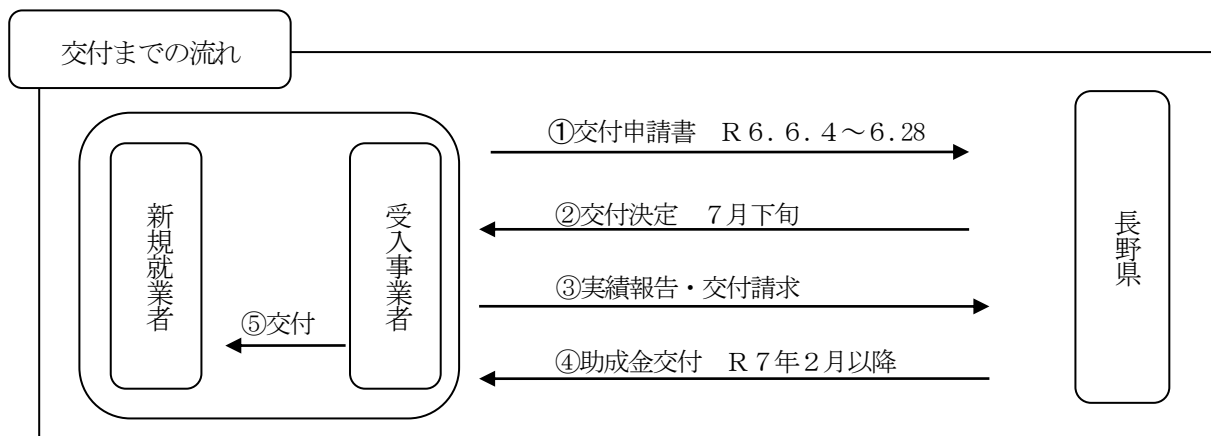 交付までの流れ
①交付申請書　Ｒ６.６.４～6.28
②交付決定　７月下旬
③実績報告・交付請求
④助成金交付　Ｒ７年２月以降
⑤交付
新規就業者
受入事業者
長野県